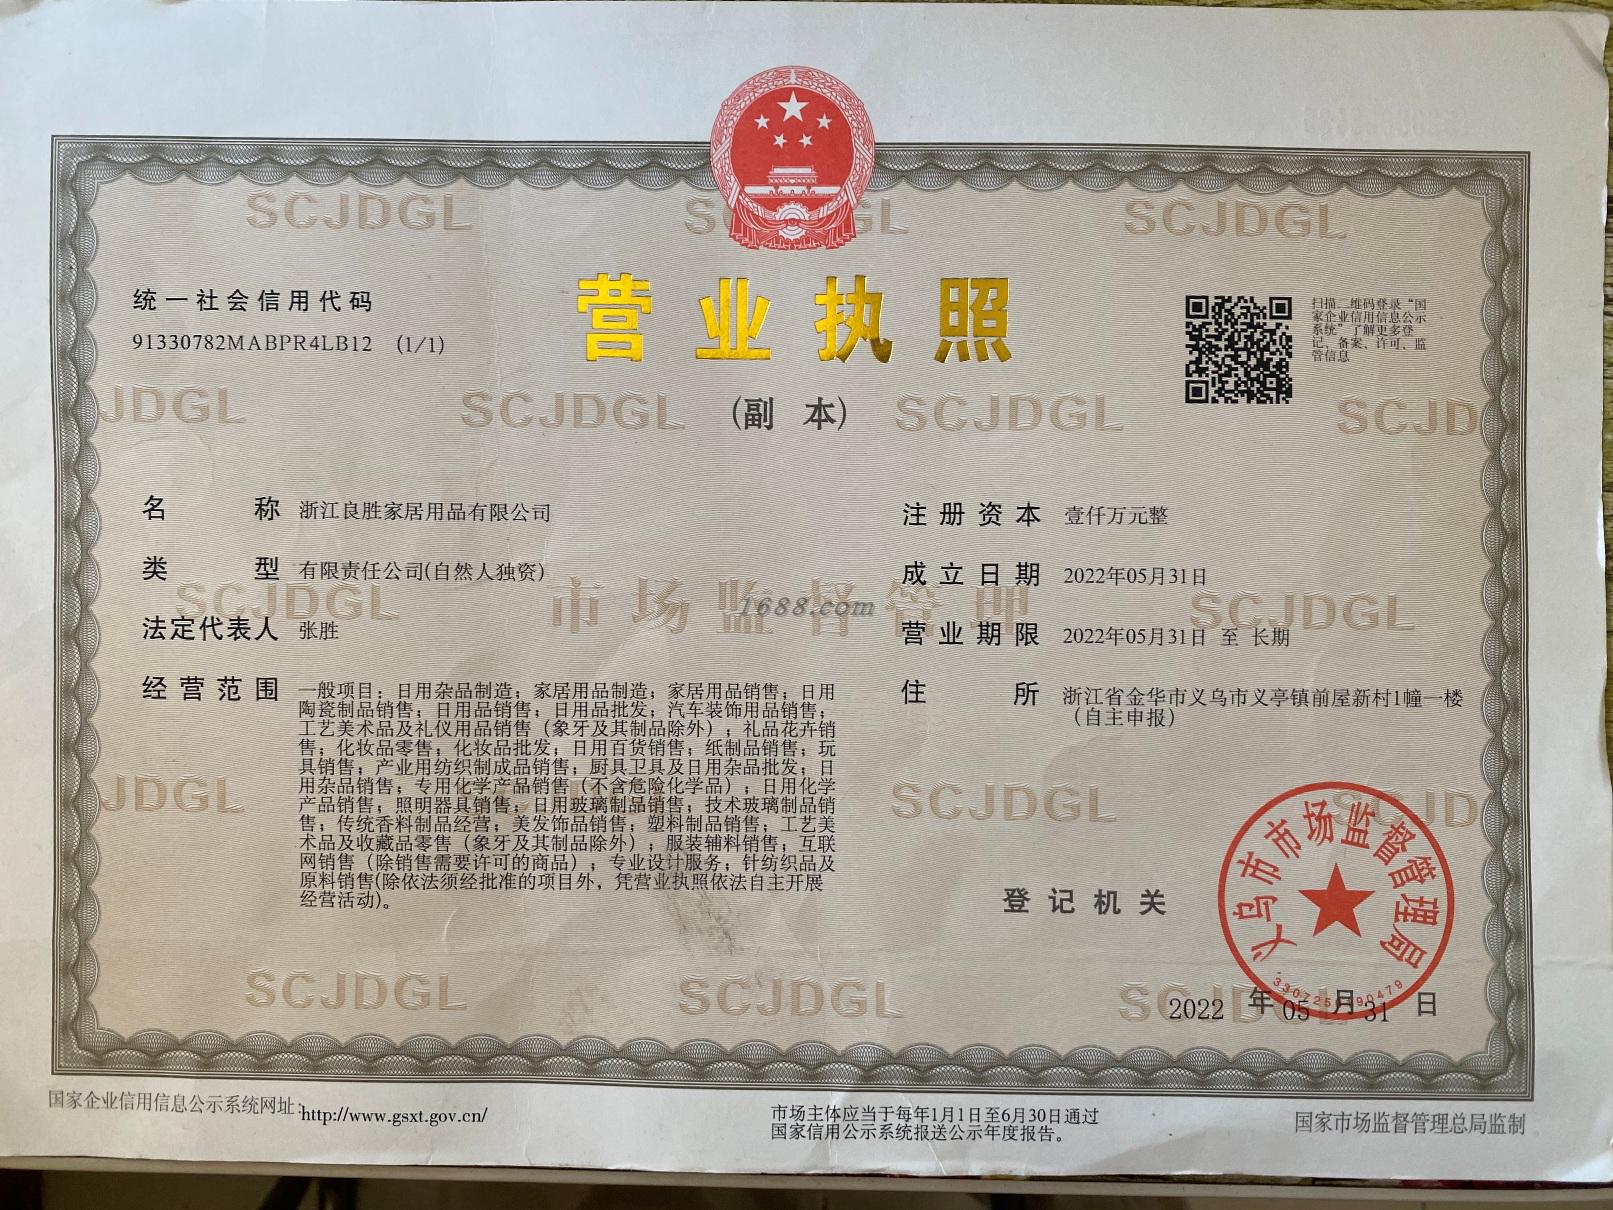 SCJDGL
SCJDGL
统一社会信用代码
91330782MABPR4LB12 (1/1)
营业执照
(副 本)
扫描二维码登录“国
家企业信用信息公示
系统”了解更多登
记、备案、许可、监
管信息
JDGL
SCJDGL
SCJDGL
SCJD
名 称 浙江良胜家居用品有限公司
类 型 有限责任公司(自然人独资)
法定代表人 张胜
经营范围 一般项目：日用杂品制造；家居用品制造；家居用品销售；日用
陶瓷制品销售；日用品销售；日用品批发；汽车装饰用品销售；
工艺美术品及礼仪用品销售（象牙及其制品除外）；礼品花卉销
售；化妆品零售；化妆品批发；日用百货销售；纸制品销售；玩
具销售；产业用纺织制成品销售；厨具卫具及日用杂品批发；日
用杂品销售；专用化学产品销售（不含危险化学品）；日用化学
产品销售；照明器具销售；日用玻璃制品销售；技术玻璃制品销
售；传统香料制品经营；美发饰品销售；塑料制品销售；工艺美
术品及收藏品零售（象牙及其制品除外）；服装辅料销售；互联
网销售（除销售需要许可的商品）；专业设计服务；针纺织品及
原料销售(除依法须经批准的项目外，凭营业执照依法自主开展
经营活动)。
注册资本 壹仟万元整
成立日期 2022年05月31日
营业期限 2022年05月31日 至 长期
住 所 浙江省金华市义乌市义亭镇前屋新村1幢一楼
（自主申报）
SCJDGL
市场监督管理
1688.com
SCJDGL
JDGL
SCJDGL
登记机关
义乌市市场监督管理局
2022 年 05 月 31 日
SCJDGL
SCJDGL
国家企业信用信息公示系统网址：http://www.gsxt.gov.cn/
市场主体应当于每年1月1日至6月30日通过
国家信用公示系统报送公示年度报告。
国家市场监督管理总局监制